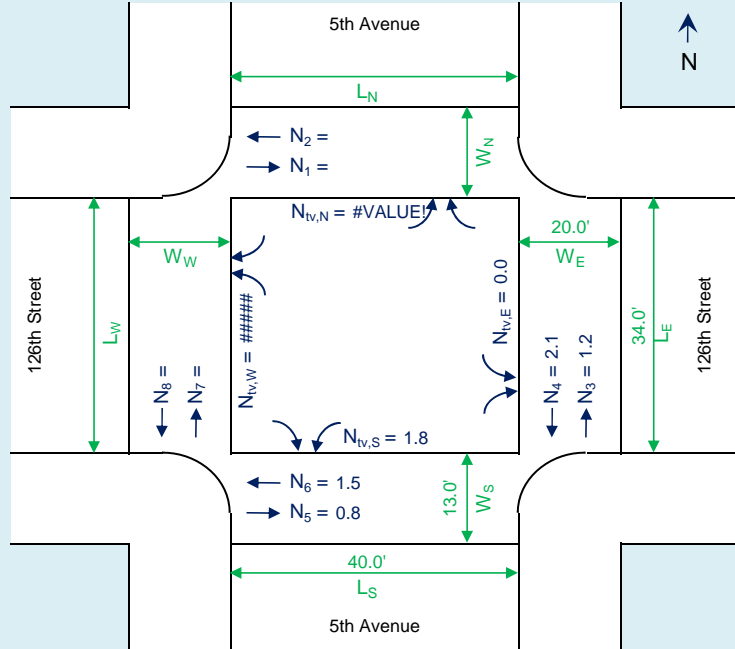 5th Avenue
N
L_N
N_2 =
N_1 =
W_N
N_tv,N = #VALUE!
20.0'
W_E
W_W
126th Street
L_W
N_tv,W = #####
N_tv,E = 0.0
34.0'
L_E
126th Street
N_8 =
N_7 =
N_4 = 2.1
N_3 = 1.2
N_tv,S = 1.8
N_6 = 1.5
N_5 = 0.8
13.0'
W_S
40.0'
L_S
5th Avenue